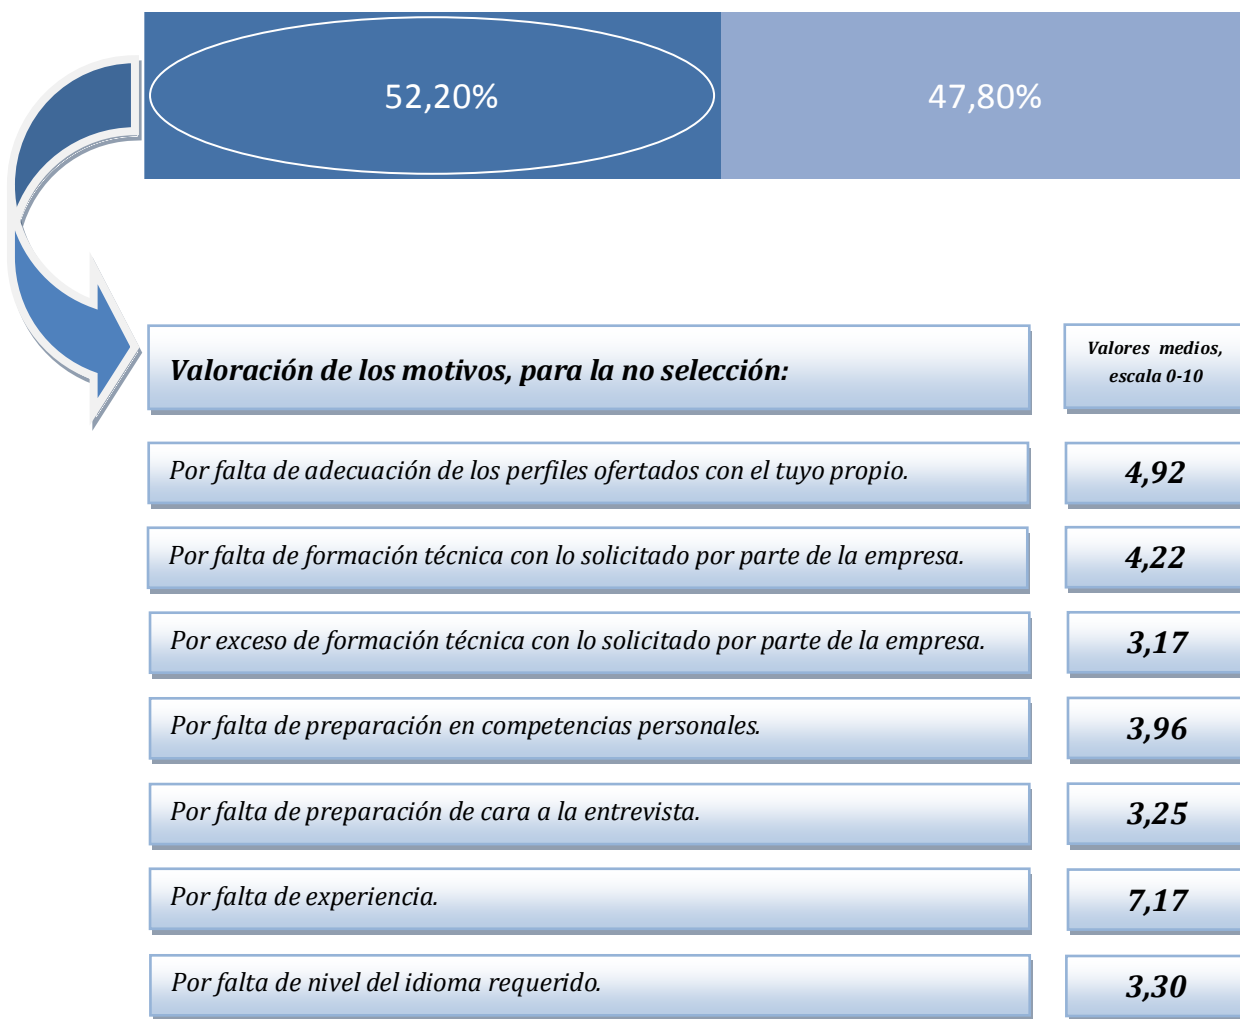 52,20%
47,80%
Valoración de los motivos, para la no selección:
Valores medios,
escala 0-10
Por falta de adecuación de los perfiles ofertados con el tuyo propio.
4,92
Por falta de formación técnica con lo solicitado por parte de la empresa.
4,22
Por exceso de formación técnica con lo solicitado por parte de la empresa.
3,17
Por falta de preparación en competencias personales.
3,96
Por falta de preparación de cara a la entrevista.
3,25
Por falta de experiencia.
7,17
Por falta de nivel del idioma requerido.
3,30